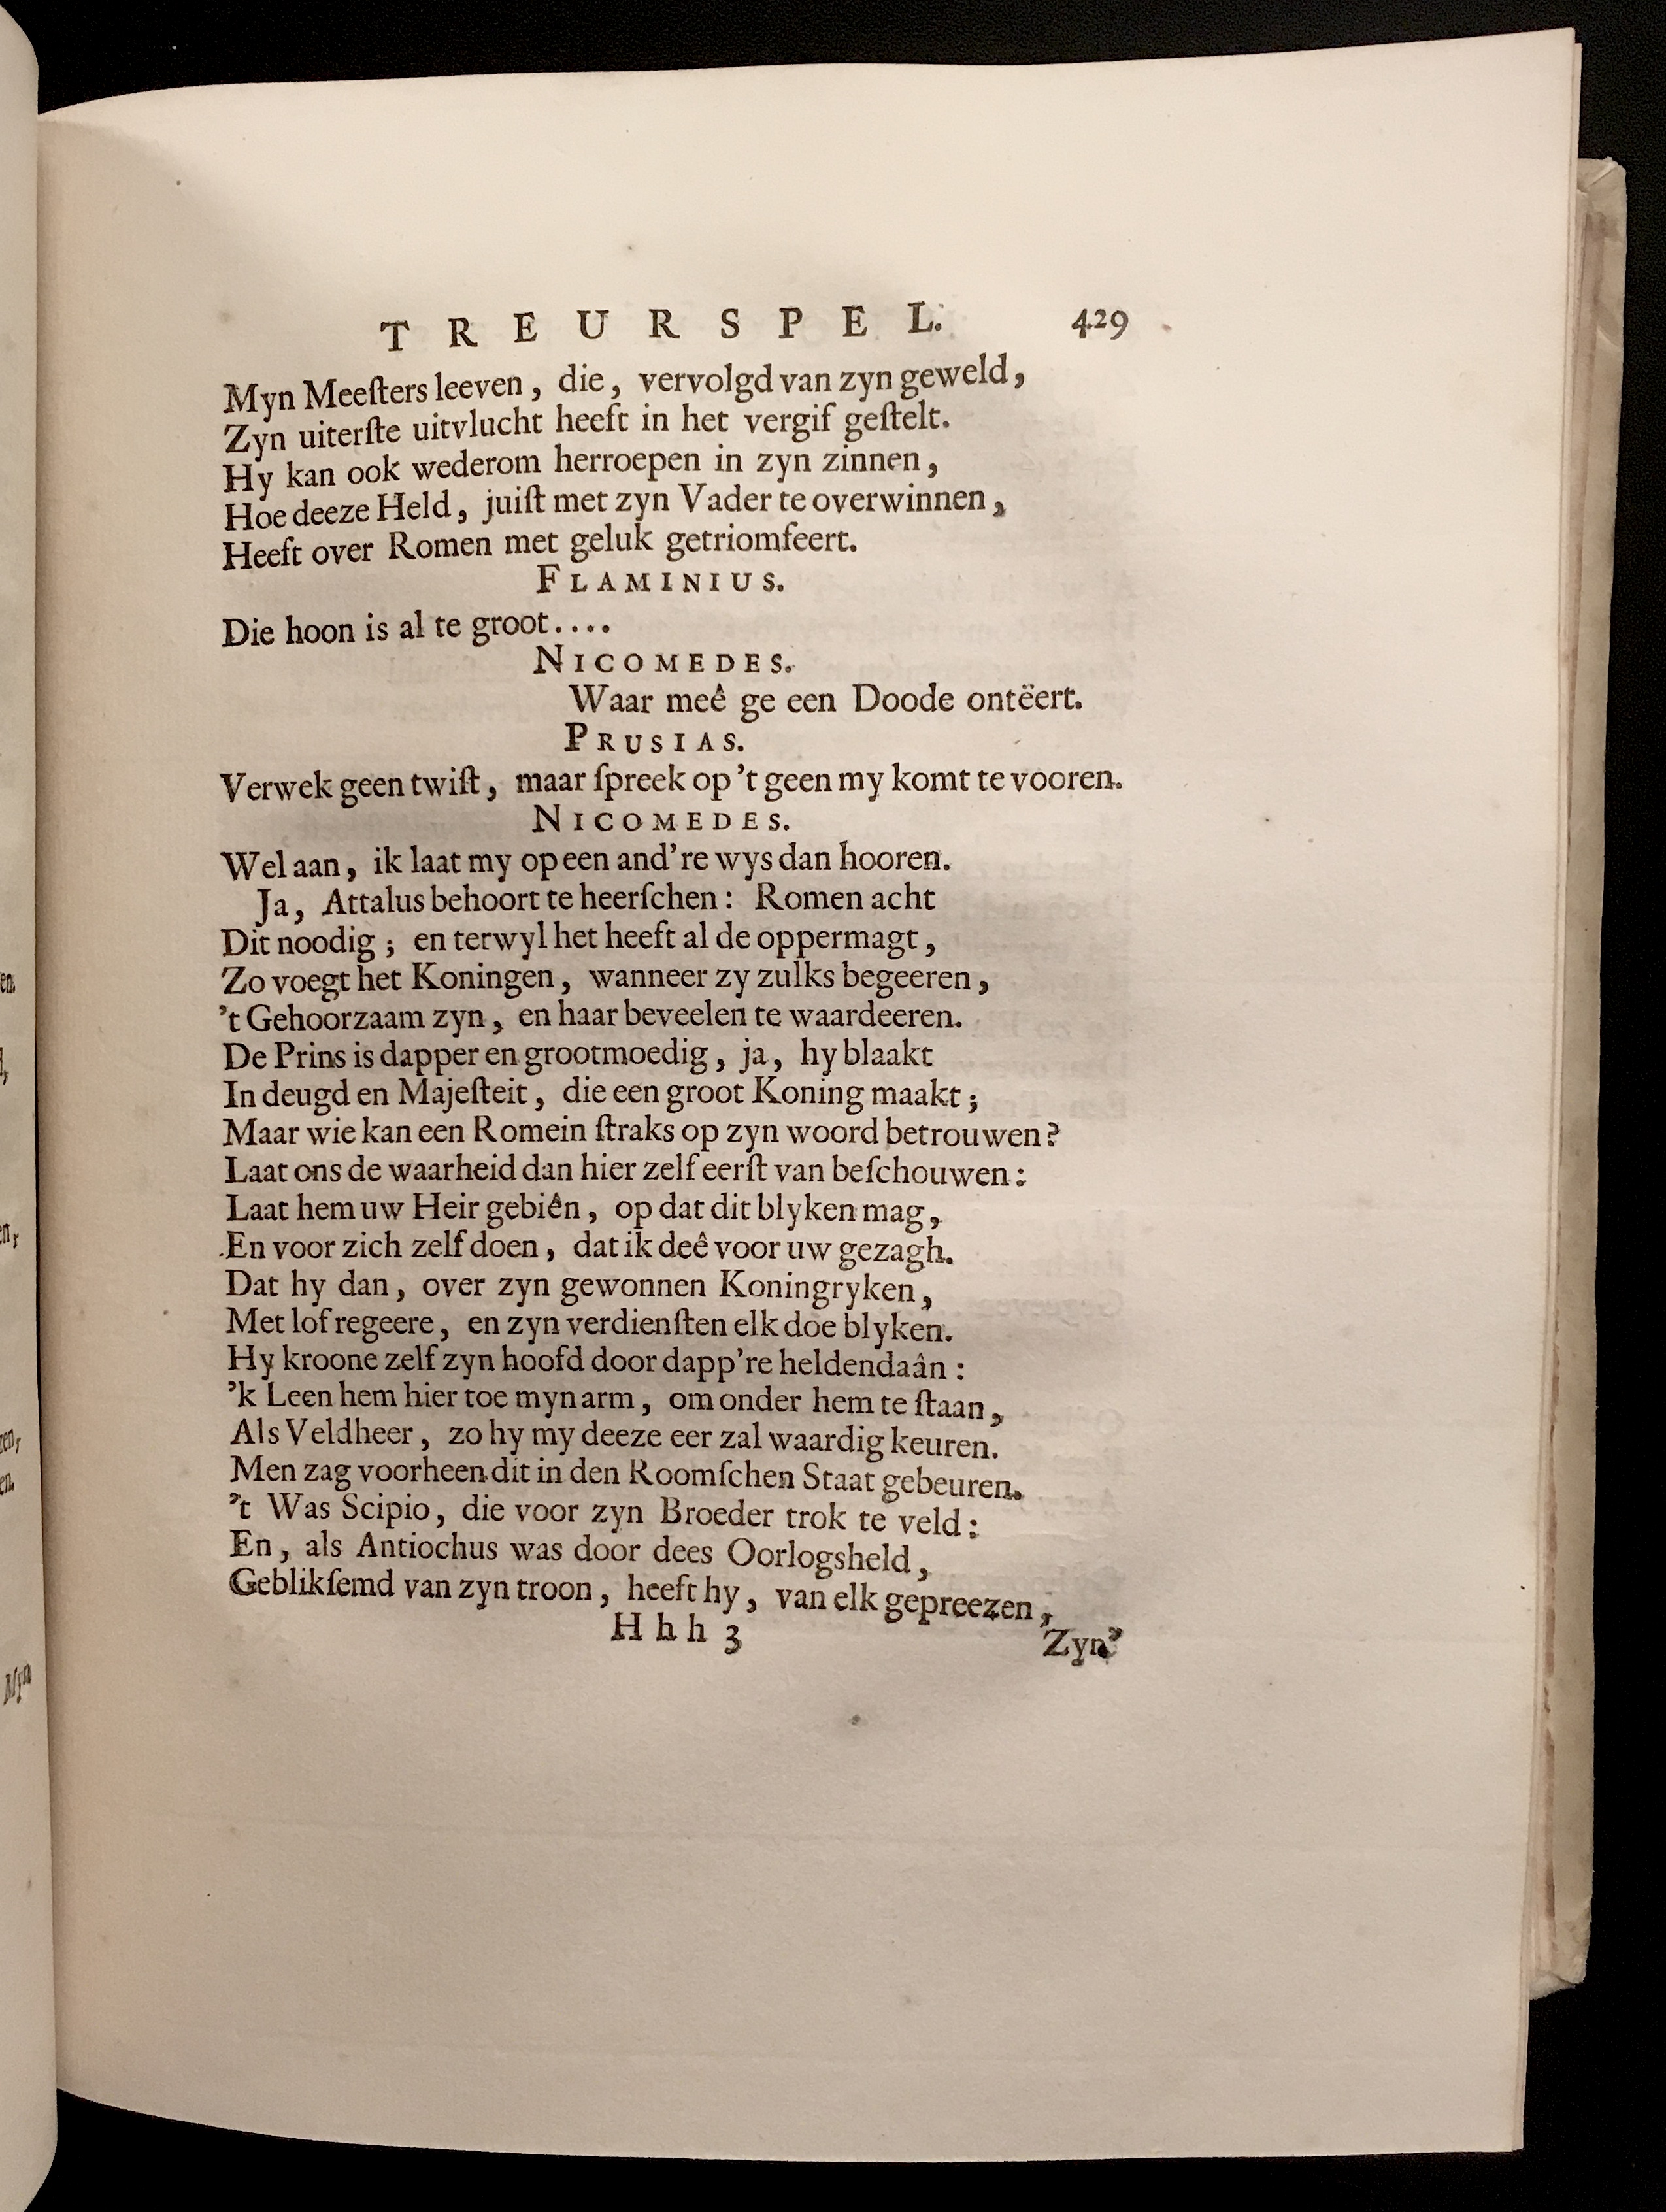 TREURSPEL. 429
Myn Meeſters leeven, die, vervolgd van zyn geweld,
Zyn uiterſte uitvlucht heeft in het vergif geſtelt.
Hy kan ook wederom herroepen in zyn zinnen,
Hoe deeze Held, juiſt met zyn Vader te overwinnen,
Heeft over Romen met geluk getriomfeert.
FLAMINIUS.
Die hoon is al te groot....
NICOMEDES.
Waar meê ge een Doode ontëert.
PRUSIAS.
Verwek geen twiſt, maar ſpreek op 't geen my komt te vooren.
NICOMEDES.
Wel aan, ik laat my op een and're wys dan hooren.
Ja, Attalus behoort te heerſchen: Romen acht
Dit noodig; en terwyl het heeft al de oppermagt,
Zo voegt het Koningen, wanneer zy zulks begeeren,
't Gehoorzaam zyn, en haar beveelen te waardeeren.
De Prins is dapper en grootmoedig, ja, hy blaakt
In deugd en Majeſteit, die een groot Koning maakt;
Maar wie kan een Romein ſtraks op zyn woord betrouwen?
Laat ons de waarheid dan hier zelf eerſt van beſchouwen:
Laat hem uw Heir gebiên, op dat dit blyken mag,
En voor zich zelf doen, dat ik deê voor uw gezagh.
Dat hy dan, over zyn gewonnen Koningryken,
Met lof regeere, en zyn verdienſten elk doe blyken.
Hy kroone zelf zyn hoofd door dapp're heldendaân:
'k Leen hem hier toe myn arm, om onder hem te ſtaan,
Als Veldheer, zo hy my deeze eer zal waardig keuren.
Men zag voorheen dit in den Roomſchen Staat gebeuren.
't Was Scipio, die voor zyn Broeder trok te veld:
En, als Antiochus was door dees Oorlogsheld,
Geblikſemd van zyn troon, heeft hy, van elk gepreezen,
Hhh 3 Zyn
en.
l,
en,
zen,
en.
Myn